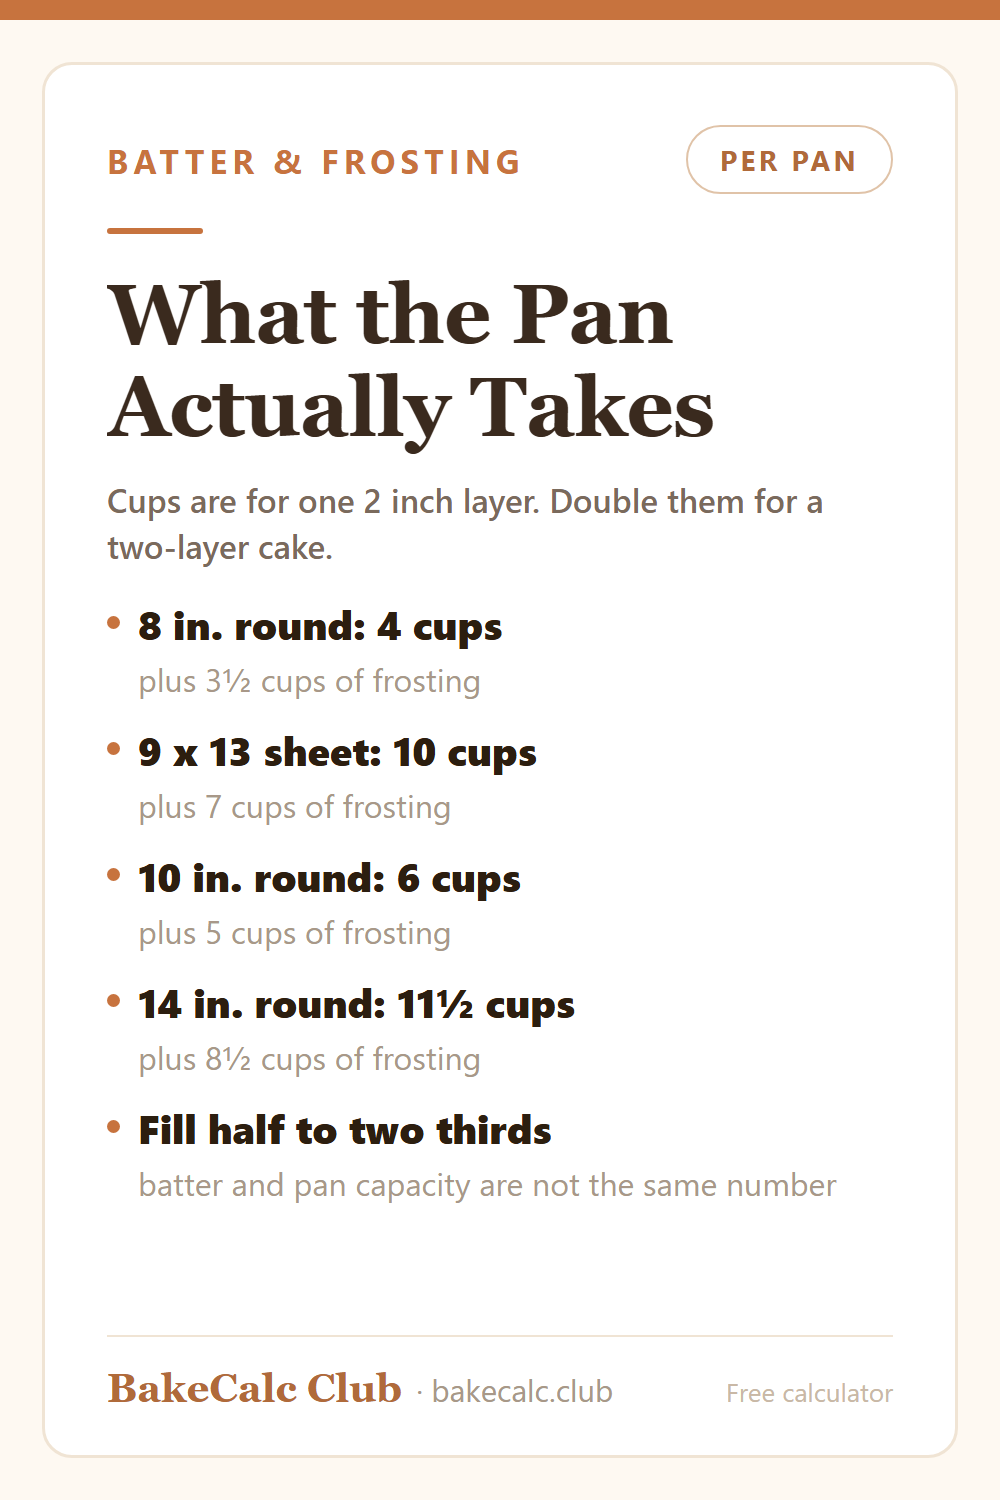 BATTER & FROSTING
PER PAN
What the Pan
Actually Takes
Cups are for one 2 inch layer. Double them for a
two-layer cake.
• 8 in. round: 4 cups
plus 3½ cups of frosting
• 9 x 13 sheet: 10 cups
plus 7 cups of frosting
• 10 in. round: 6 cups
plus 5 cups of frosting
• 14 in. round: 11½ cups
plus 8½ cups of frosting
• Fill half to two thirds
batter and pan capacity are not the same number
BakeCalc Club · bakecalc.club
Free calculator